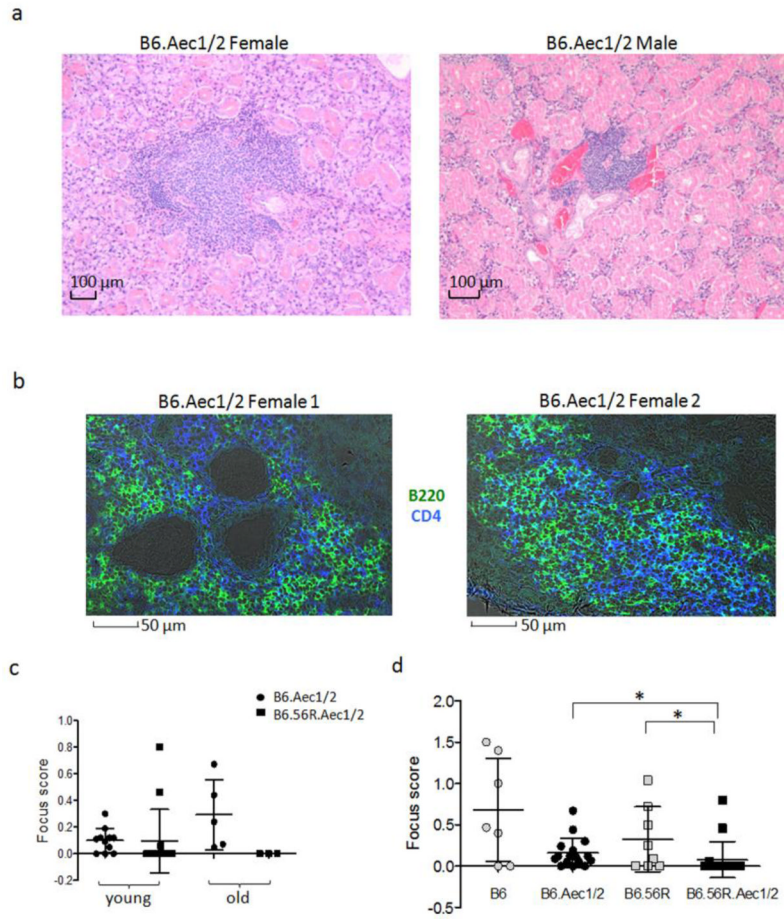 a
B6.Aec1/2 Female
B6.Aec1/2 Male
100 μm
100 μm
b
B6.Aec1/2 Female 1
B6.Aec1/2 Female 2
B220
CD4
50 μm
50 μm
c
B6.Aec1/2
B6.56R.Aec1/2
Focus score
1.0
0.8
0.6
0.4
0.2
0.0
-0.2
young
old
d
Focus score
2.0
1.5
1.0
0.5
0.0
-0.5
*
*
B6
B6.Aec1/2
B6.56R
B6.56R.Aec1/2